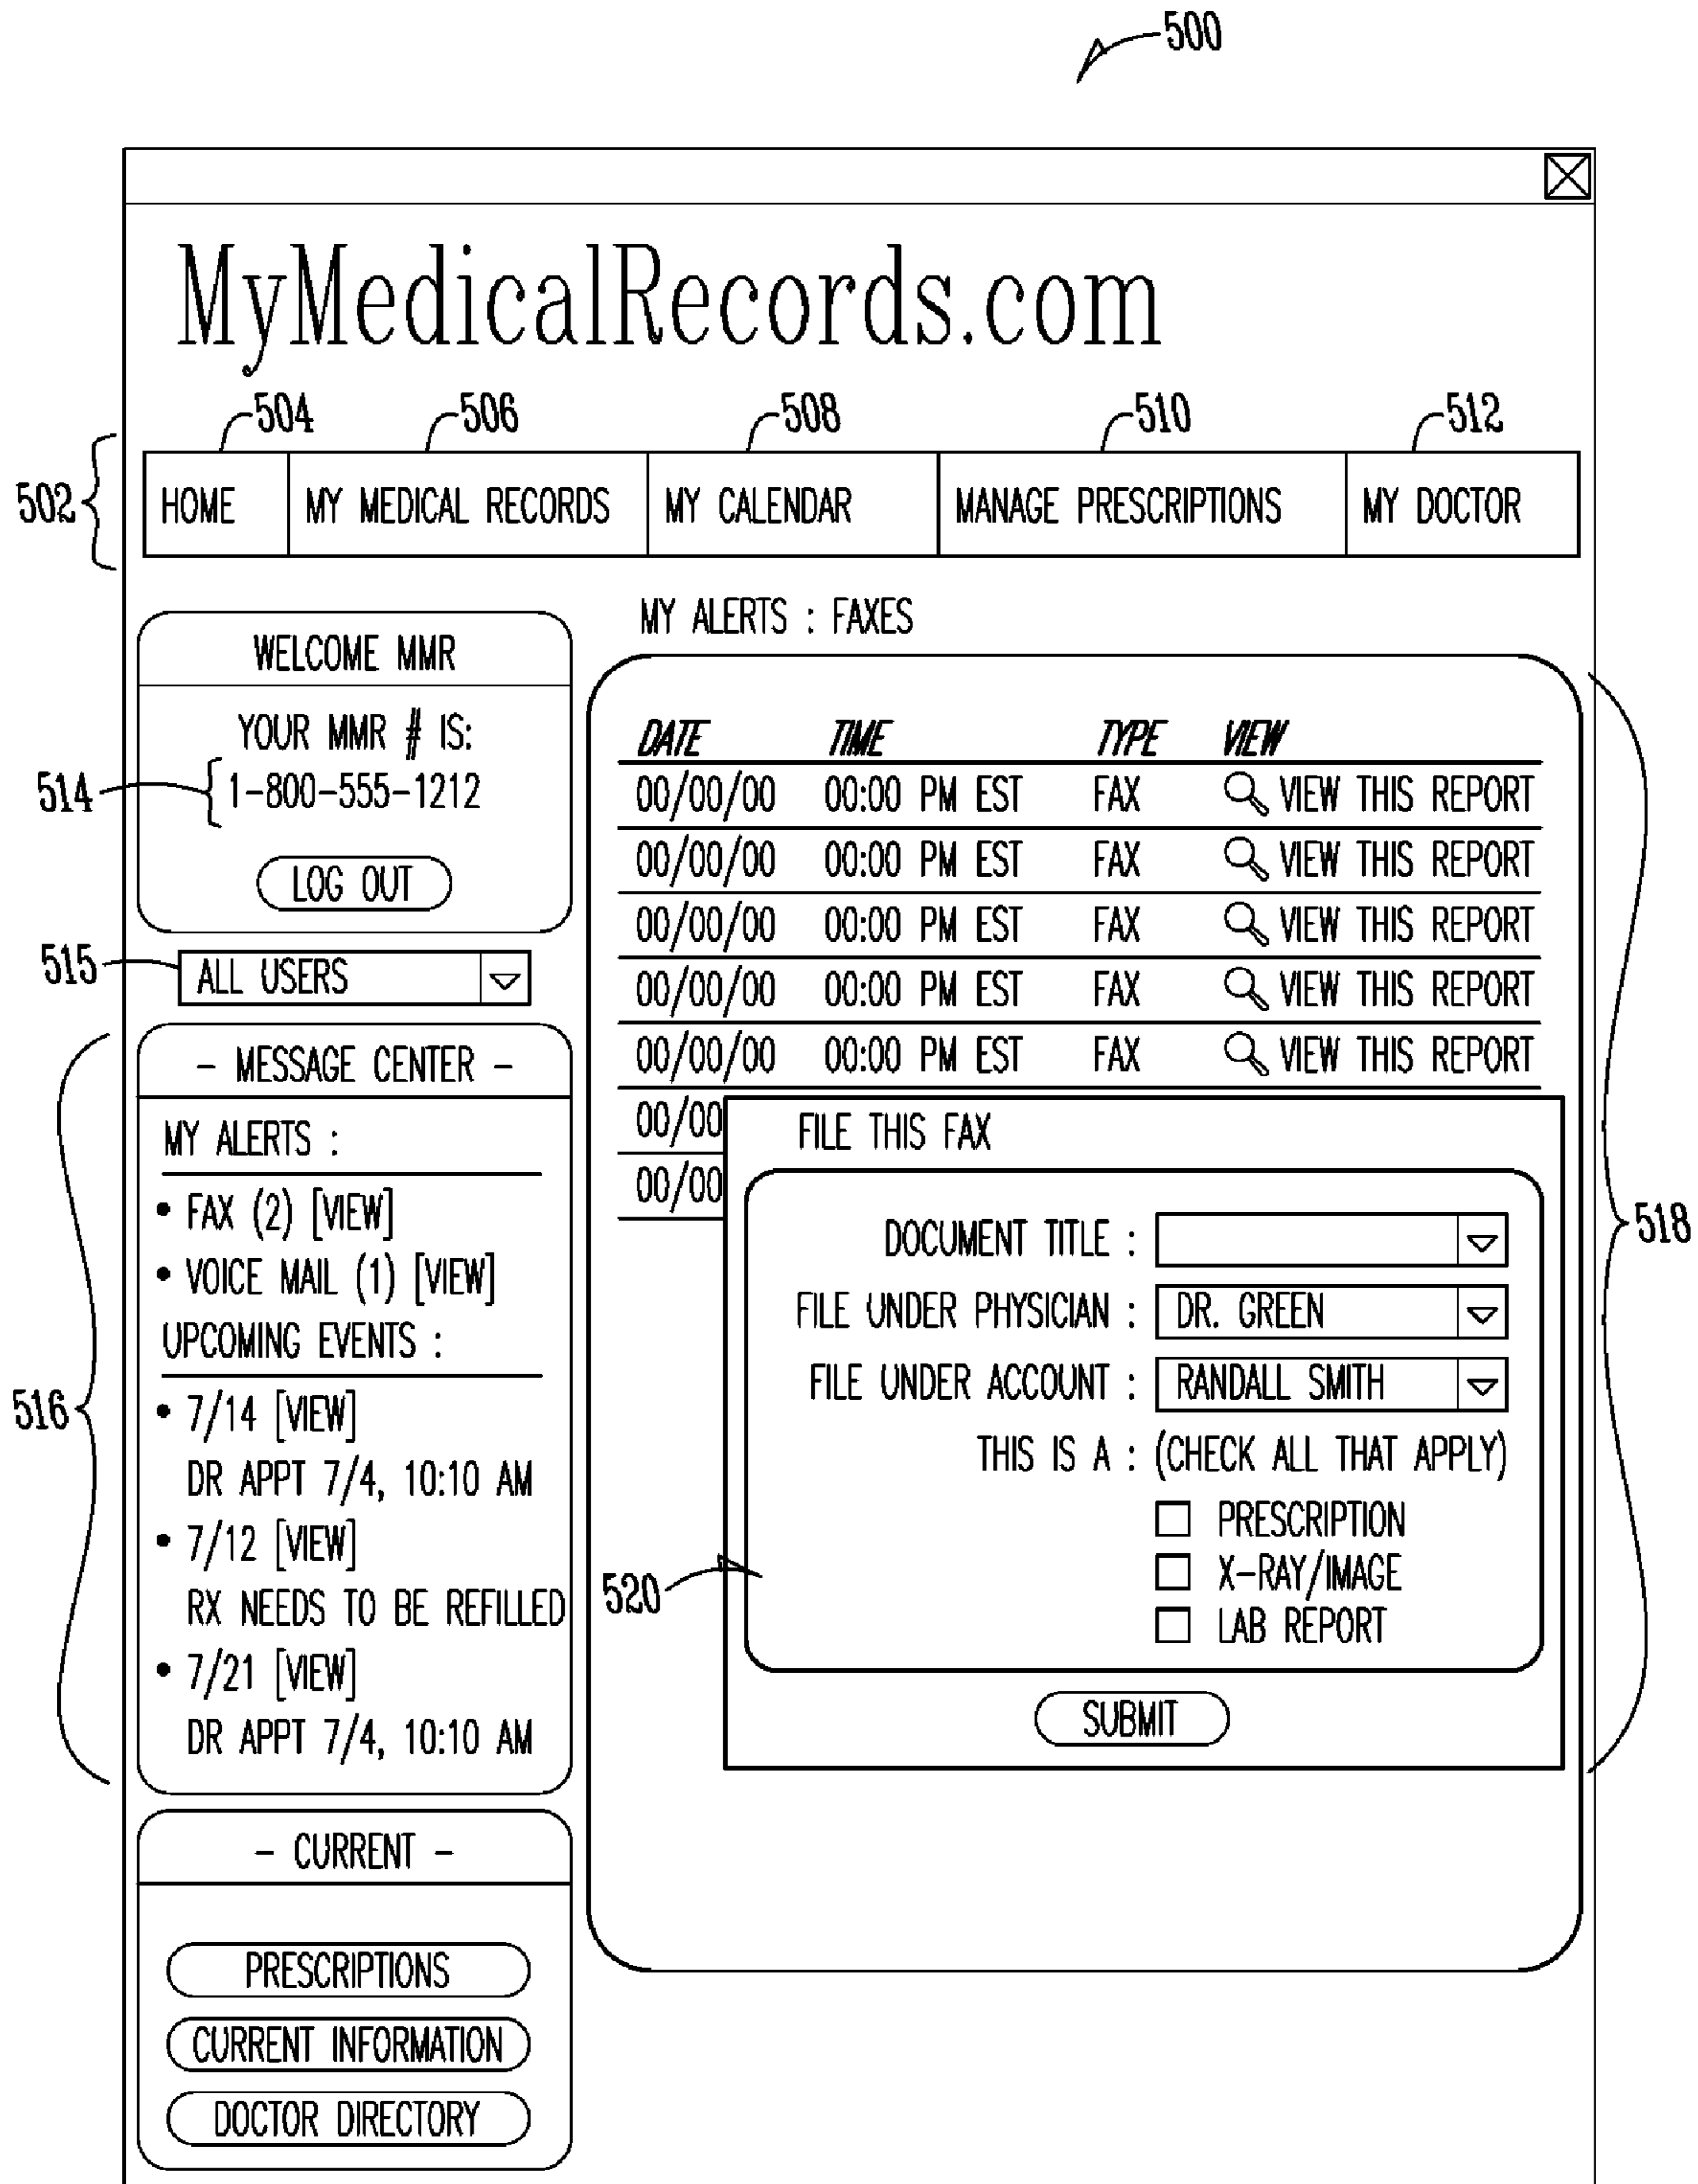 500
MyMedicalRecords.com
504 506 508 510 512
502
HOME MY MEDICAL RECORDS MY CALENDAR MANAGE PRESCRIPTIONS MY DOCTOR
WELCOME MMR
YOUR MMR # IS:
514
1-800-555-1212
LOG OUT
515
ALL USERS
516
- MESSAGE CENTER -
MY ALERTS :
• FAX (2) [VIEW]
• VOICE MAIL (1) [VIEW]
UPCOMING EVENTS :
• 7/14 [VIEW]
DR APPT 7/4, 10:10 AM
• 7/12 [VIEW]
RX NEEDS TO BE REFILLED
• 7/21 [VIEW]
DR APPT 7/4, 10:10 AM
- CURRENT -
PRESCRIPTIONS
CURRENT INFORMATION
DOCTOR DIRECTORY
MY ALERTS : FAXES
DATE TIME TYPE VIEW
00/00/00 00:00 PM EST FAX VIEW THIS REPORT
00/00/00 00:00 PM EST FAX VIEW THIS REPORT
00/00/00 00:00 PM EST FAX VIEW THIS REPORT
00/00/00 00:00 PM EST FAX VIEW THIS REPORT
00/00/00 00:00 PM EST FAX VIEW THIS REPORT
00/00
00/00
518
FILE THIS FAX
DOCUMENT TITLE :
FILE UNDER PHYSICIAN : DR. GREEN
FILE UNDER ACCOUNT : RANDALL SMITH
THIS IS A : (CHECK ALL THAT APPLY)
PRESCRIPTION
X-RAY/IMAGE
LAB REPORT
520
SUBMIT